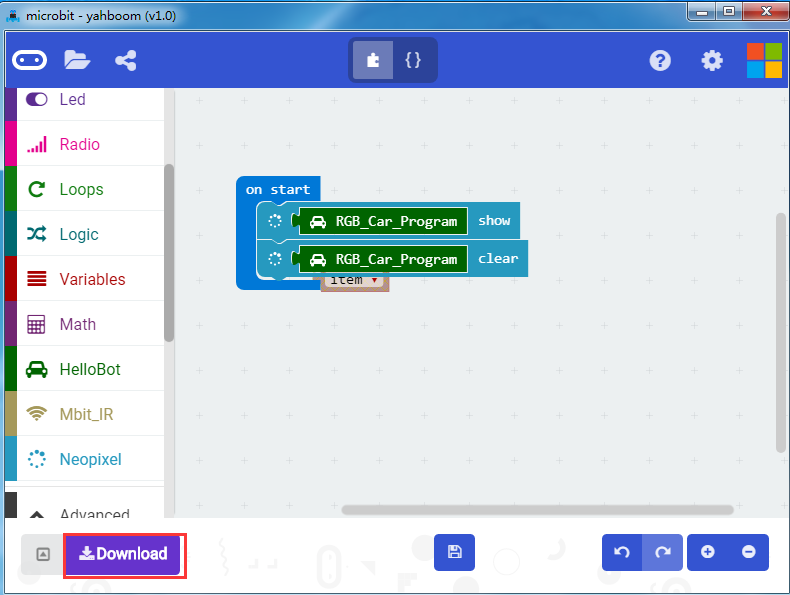 microbit - yahboom (v1.0)
{ }
?
Led
Radio
Loops
Logic
Variables
Math
HelloBot
Mbit_IR
Neopixel
Advanced
on start
RGB_Car_Program show
RGB_Car_Program clear
item
Download